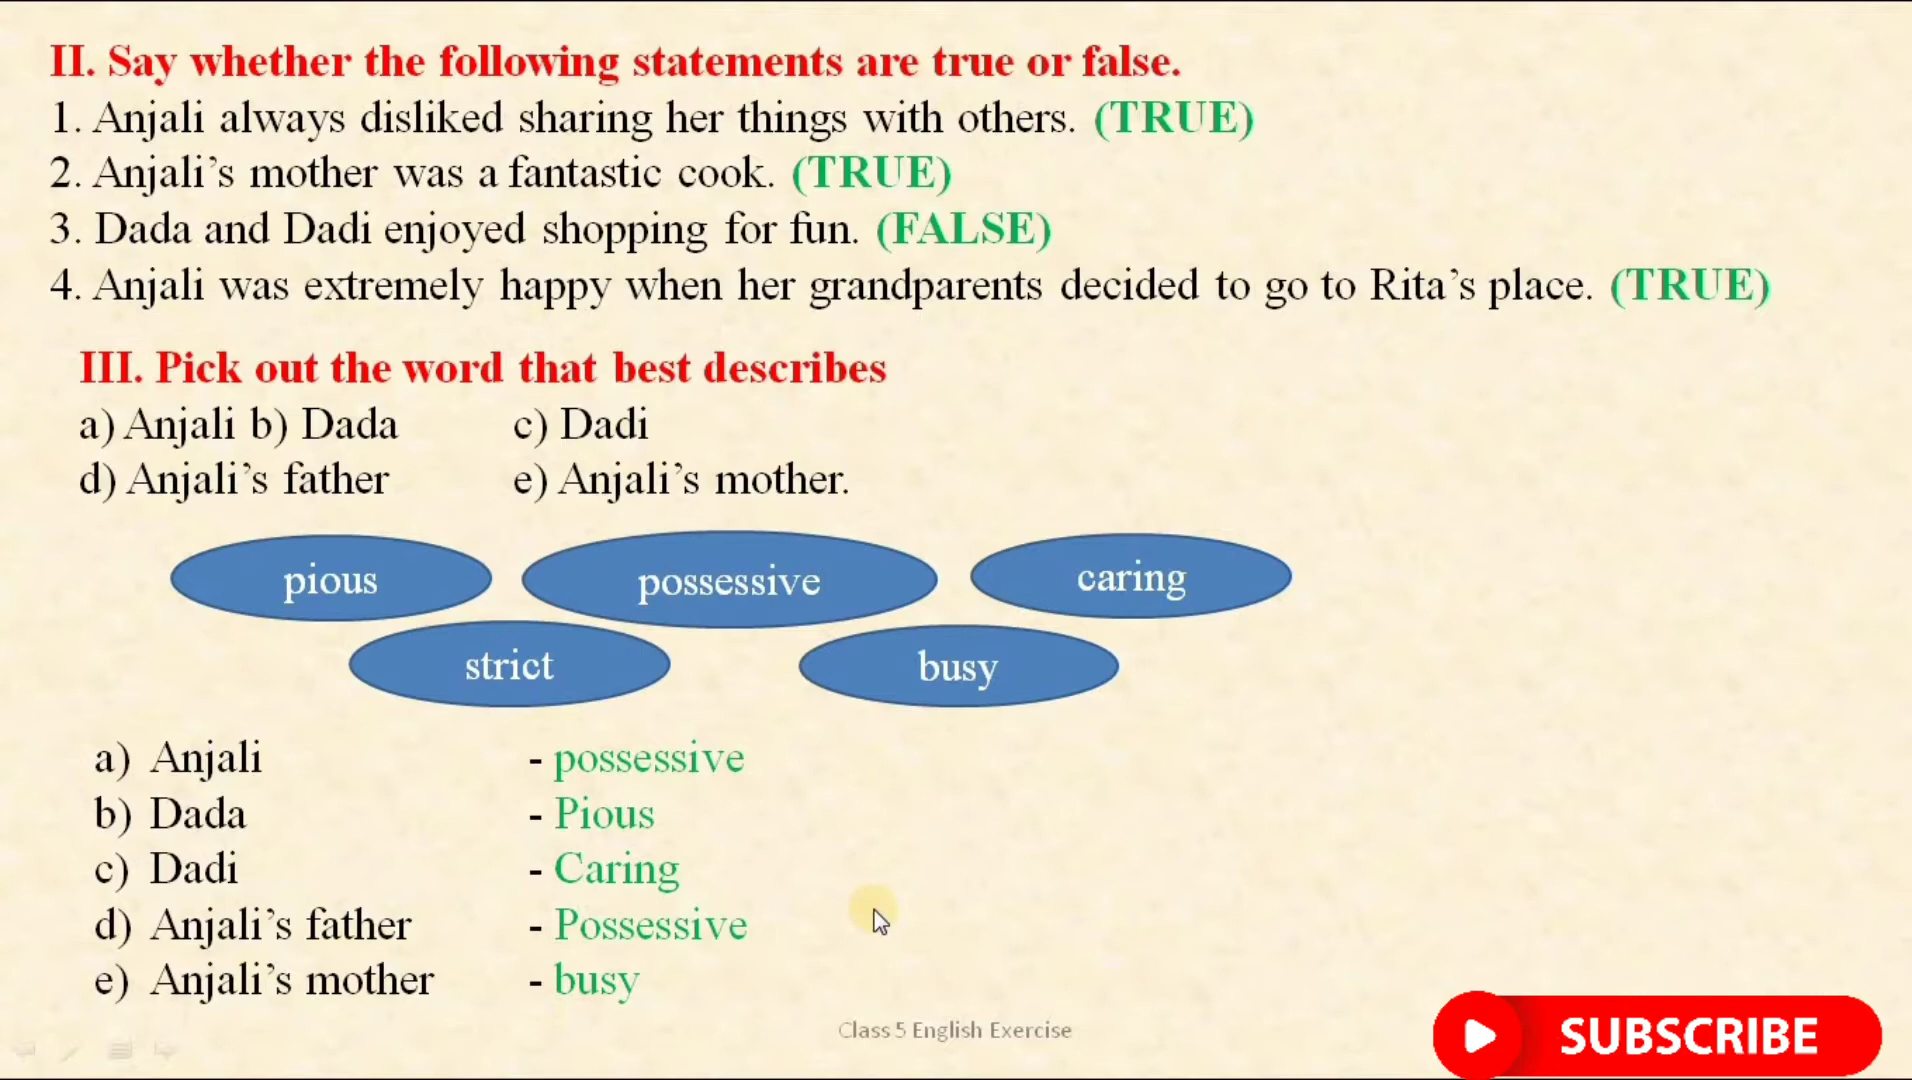 II. Say whether the following statements are true or false.
1. Anjali always disliked sharing her things with others. (TRUE)
2. Anjali’s mother was a fantastic cook. (TRUE)
3. Dada and Dadi enjoyed shopping for fun. (FALSE)
4. Anjali was extremely happy when her grandparents decided to go to Rita’s place. (TRUE)
III. Pick out the word that best describes
a) Anjali b) Dada c) Dadi
d) Anjali’s father e) Anjali’s mother.
pious possessive caring
strict busy
a) Anjali - possessive
b) Dada - Pious
c) Dadi - Caring
d) Anjali’s father - Possessive
e) Anjali’s mother - busy
Class 5 English Exercise
SUBSCRIBE